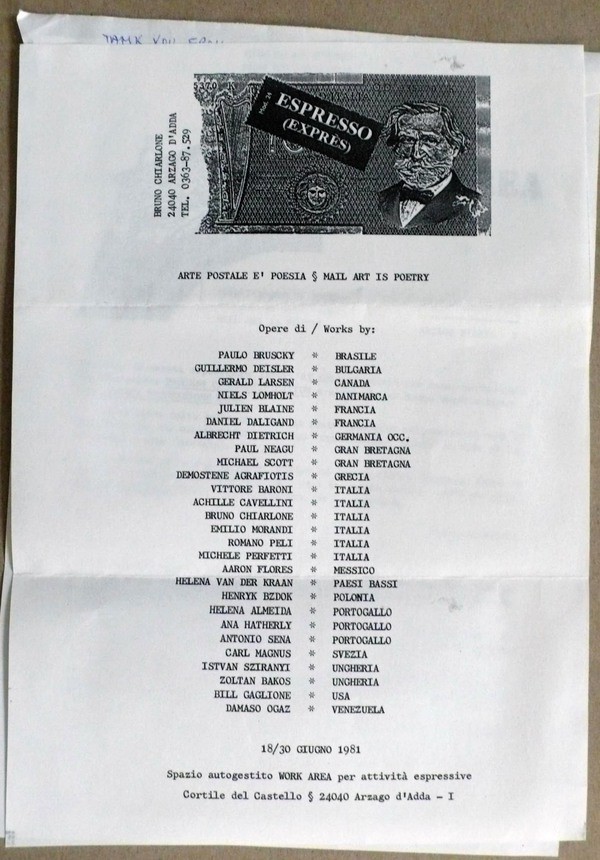 TANK YOU
Mod. 24
ESPRESSO
(EXPRÈS)
BRUNO CHIARLONE
24040 ARZAGO D'ADDA
TEL. 0363-87.529
ARTE POSTALE E' POESIA § MAIL ART IS POETRY
Opere di / Works by:
PAULO BRUSCKY * BRASILE
GUILLERMO DEISLER * BULGARIA
GERALD LARSEN * CANADA
NIELS LOMHOLT * DANIMARCA
JULIEN BLAINE * FRANCIA
DANIEL DALIGAND * FRANCIA
ALBRECHT DIETRICH * GERMANIA OCC.
PAUL NEAGU * GRAN BRETAGNA
MICHAEL SCOTT * GRAN BRETAGNA
DEMOSTENE AGRAFIOTIS * GRECIA
VITTORE BARONI * ITALIA
ACHILLE CAVELLINI * ITALIA
BRUNO CHIARLONE * ITALIA
EMILIO MORANDI * ITALIA
ROMANO PELI * ITALIA
MICHELE PERFETTI * ITALIA
AARON FLORES * MESSICO
HELENA VAN DER KRAAN * PAESI BASSI
HENRYK BZDOK * POLONIA
HELENA ALMEIDA * PORTOGALLO
ANA HATHERLY * PORTOGALLO
ANTONIO SENA * PORTOGALLO
CARL MAGNUS * SVEZIA
ISTVAN SZIRANYI * UNGHERIA
ZOLTAN BAKOS * UNGHERIA
BILL GAGLIONE * USA
DAMASO OGAZ * VENEZUELA
18/30 GIUGNO 1981
Spazio autogestito WORK AREA per attività espressive
Cortile del Castello § 24040 Arzago d'Adda - I